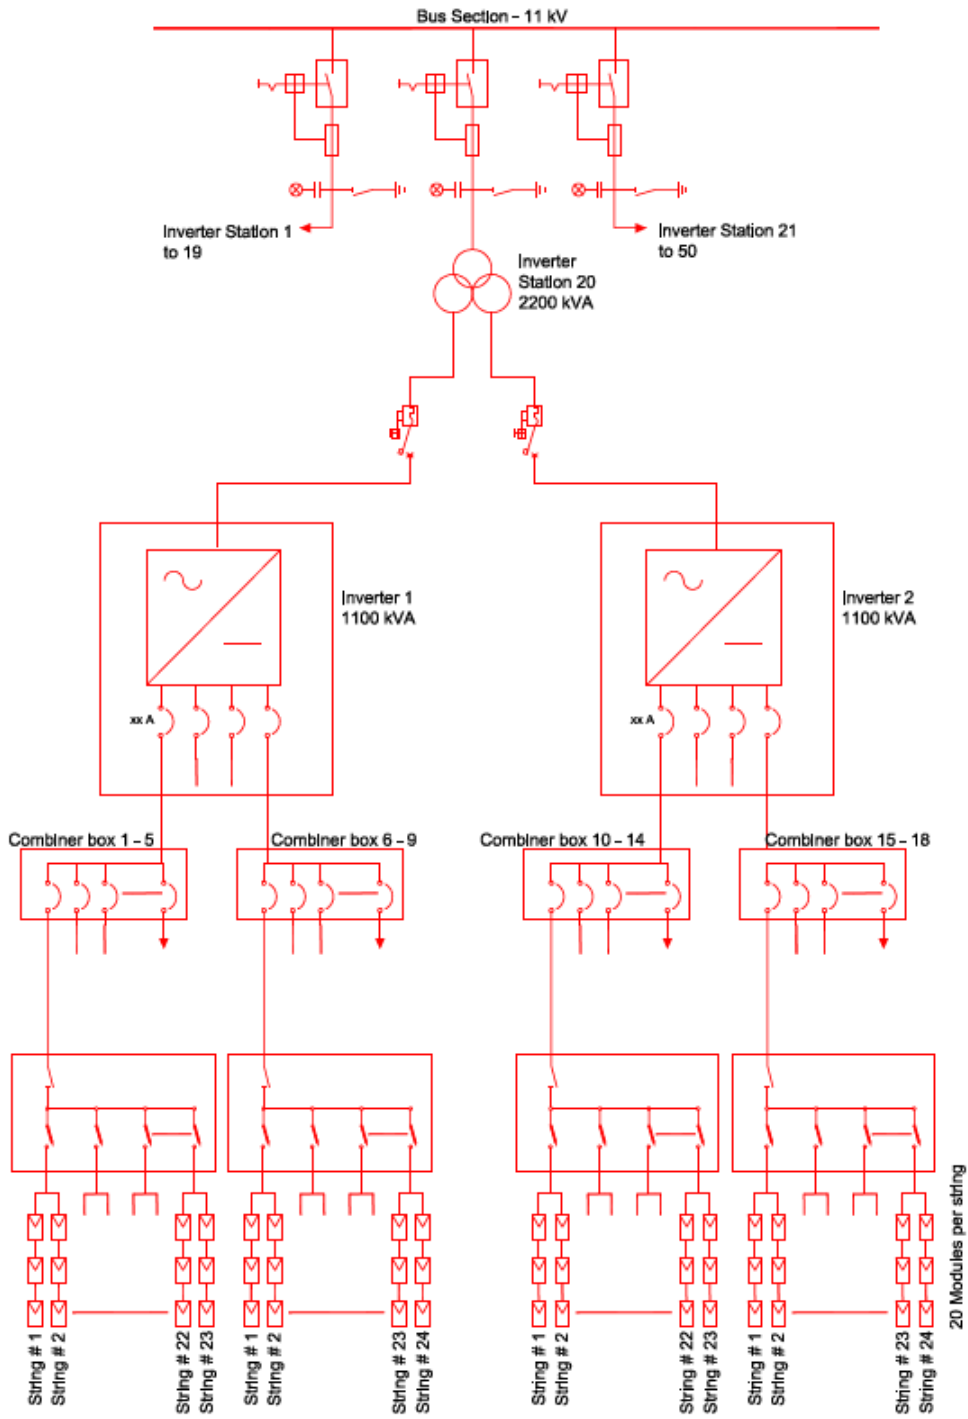 Bus Section - 11 kV
Inverter Station 1
to 19
Inverter Station 21
to 50
Inverter
Station 20
2200 kVA
Inverter 1
1100 kVA
Inverter 2
1100 kVA
xx A
xx A
Combiner box 1 - 5
Combiner box 6 - 9
Combiner box 10 - 14
Combiner box 15 - 18
20 Modules per string
String # 1
String # 2
String # 22
String # 23
String # 1
String # 2
String # 23
String # 24
String # 1
String # 2
String # 22
String # 23
String # 1
String # 2
String # 23
String # 24